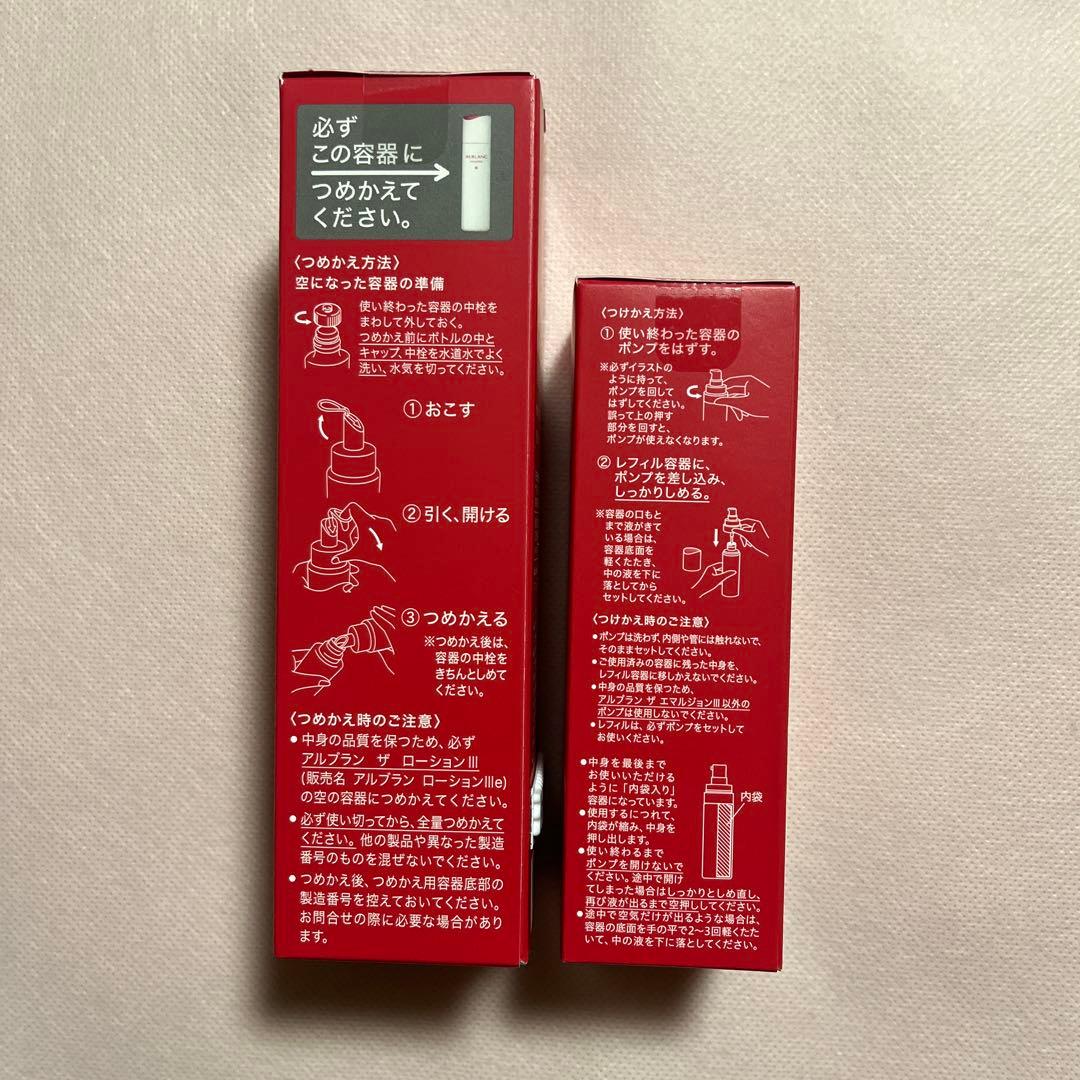 必ず
この容器に
つめかえて
ください。
〈つめかえ方法〉
空になった容器の準備
使い終わった容器の中栓を
まわして外しておく。
つめかえ前にボトルの中と
キャップ、中栓を水道水でよく
洗い、水気を切ってください。
①おこす
②引く、開ける
③つめかえる
※つめかえ後は、
容器の中栓を
きちんとしめて
ください。
〈つめかえ時のご注意〉
●中身の品質を保つため、必ず
アルブラン ザ ローションⅢ
(販売名 アルブラン ローションⅢe)
の空の容器につめかえてください。
●必ず使い切ってから、全量つめかえて
ください。他の製品や異なった製造
番号のものを混ぜないでください。
●つめかえ後、つめかえ用容器底部の
製造番号を控えておいてください。
お問合せの際に必要な場合があり
ます。
〈つけかえ方法〉
① 使い終わった容器の
ポンプをはずす。
※必ずイラストの
ように持って、
ポンプを回して
はずしてください。
誤って上の押す
部分を回すと、
ポンプが使えなくなります。
② レフィル容器に、
ポンプを差し込み、
しっかりしめる。
※容器の口もと
まで液がきて
いる場合は、
容器底面を
軽くたたき、
中の液を下に
落としてから
セットしてください。
〈つけかえ時のご注意〉
●ポンプは洗わず、内側や管には触れないで、
そのままセットしてください。
●ご使用済みの容器に残った中身を、
レフィル容器に移しかえないでください。
●中身の品質を保つため、
アルブラン ザ エマルジョンⅢ以外の
ポンプは使用しないでください。
●レフィルは、必ずポンプをセットして
お使いください。
●中身を最後まで
お使いいただける
ように「内袋入り」
容器になっています。
●使用するにつれて、
内袋が縮み、中身を
押し出します。
●使い終わるまで
ポンプを開けないで
ください。途中で開け
てしまった場合はしっかりとしめ直し、
再び液が出るまで空押ししてください。
●途中で空気だけが出るような場合は、
容器の底面を手の平で2〜3回軽くたた
いて、中の液を下に落としてください。
内袋